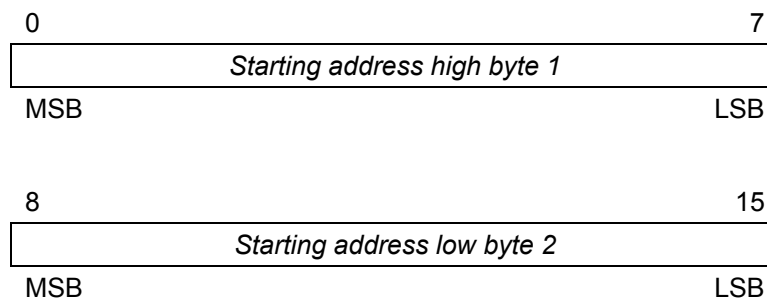 0 7
Starting address high byte 1
MSB LSB
8 15
Starting address low byte 2
MSB LSB